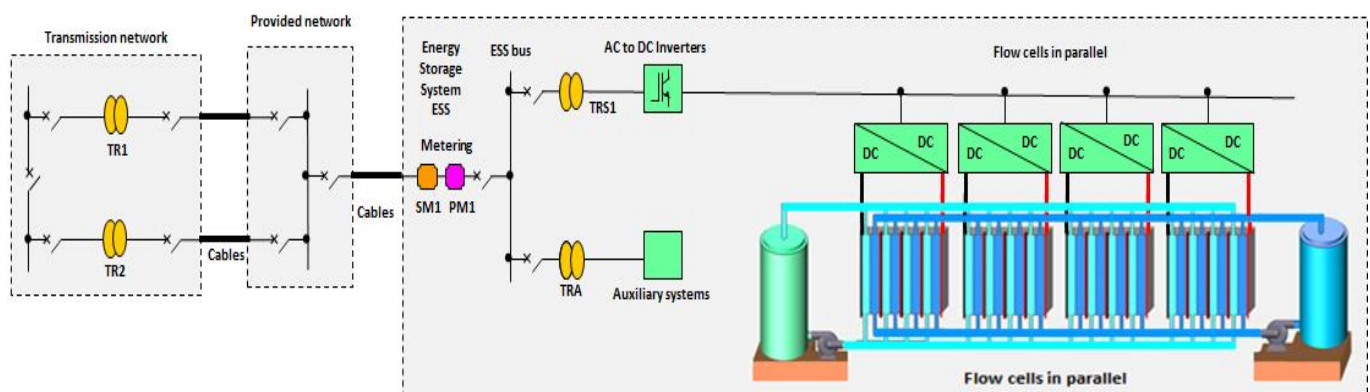 Transmission network
Provided network
TR1
TR2
Cables
Cables
Energy
Storage
System
ESS
Metering
SM1
PM1
ESS bus
TRS1
AC to DC Inverters
TRA
Auxiliary systems
Flow cells in parallel
DC
DC
DC
DC
DC
DC
DC
DC
Flow cells in parallel